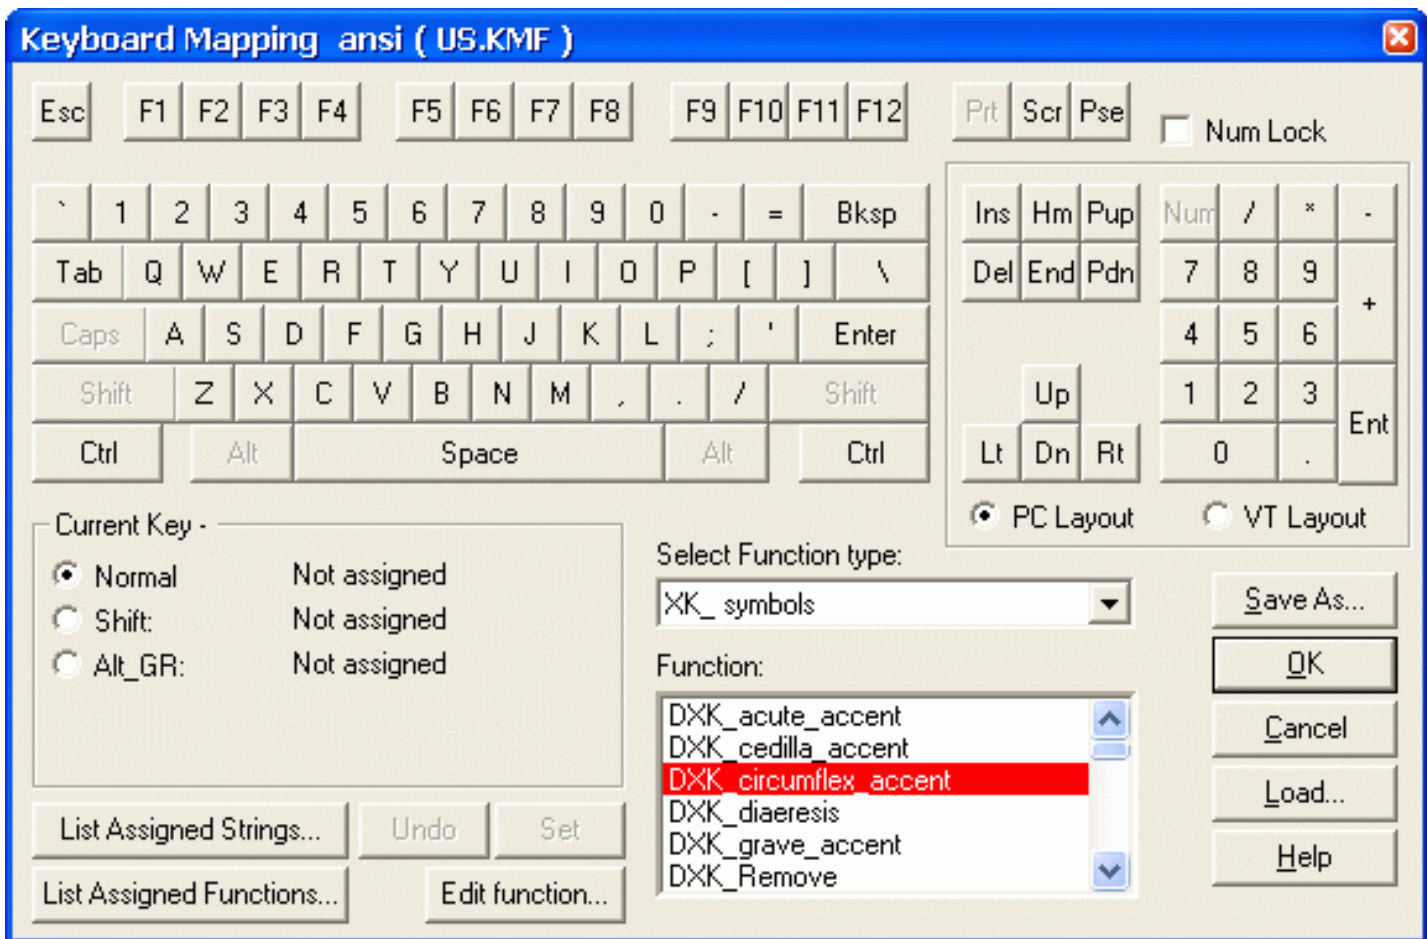 Keyboard Mapping ansi ( US.KMF )
Esc F1 F2 F3 F4 F5 F6 F7 F8 F9 F10 F11 F12 Prt Scr Pse Num Lock
` 1 2 3 4 5 6 7 8 9 0 - = Bksp Ins Hm Pup Num / * -
Tab Q W E R T Y U I O P [ ] \ Del End Pdn 7 8 9 +
Caps A S D F G H J K L ; ' Enter 4 5 6
Shift Z X C V B N M , . / Shift Up 1 2 3 Ent
Ctrl Alt Space Alt Ctrl Lt Dn Rt 0 .
PC Layout VT Layout
Current Key -
Normal Not assigned
Shift: Not assigned
Alt_GR: Not assigned
Select Function type:
XK_ symbols
Function:
DXK_acute_accent
DXK_cedilla_accent
DXK_circumflex_accent
DXK_diaeresis
DXK_grave_accent
DXK_Remove
Save As...
OK
Cancel
Load...
Help
List Assigned Strings... Undo Set
List Assigned Functions... Edit function...